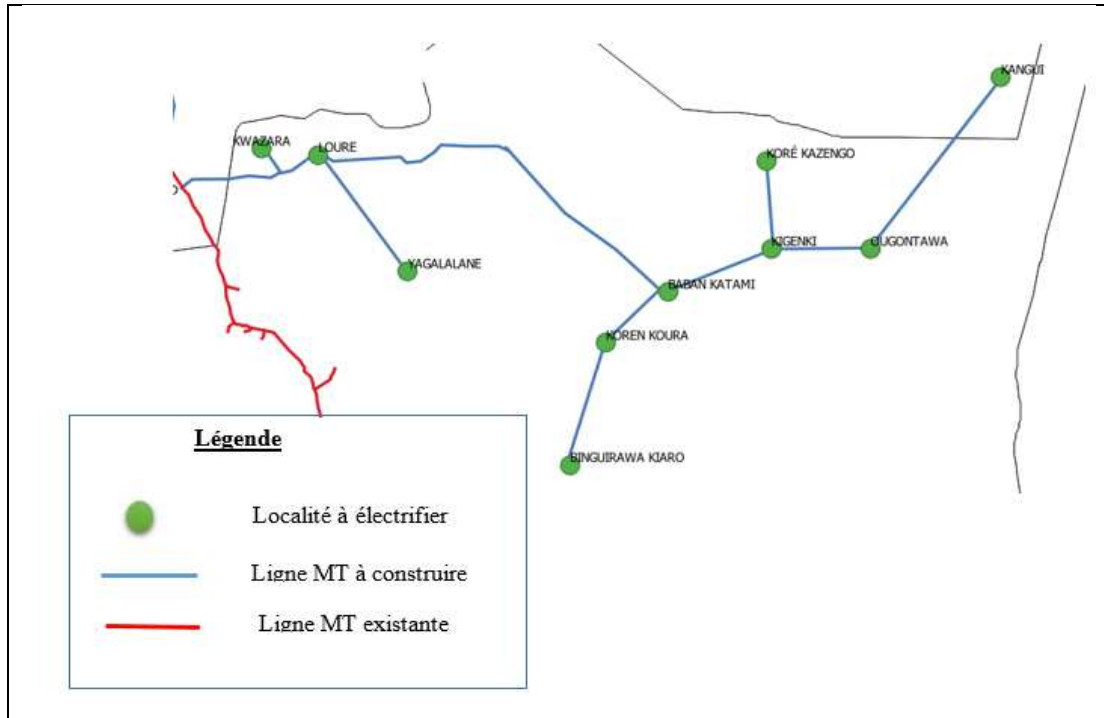 KANGUI
KWAZARA
LOURE
KORÉ KAZENGO
KIGENKI
OUGONTAWA
YAGALALANE
BABAN KATAMI
KOREN KOURA
BINGUIRAWA KIARO
Légende
Localité à électrifier
Ligne MT à construire
Ligne MT existante